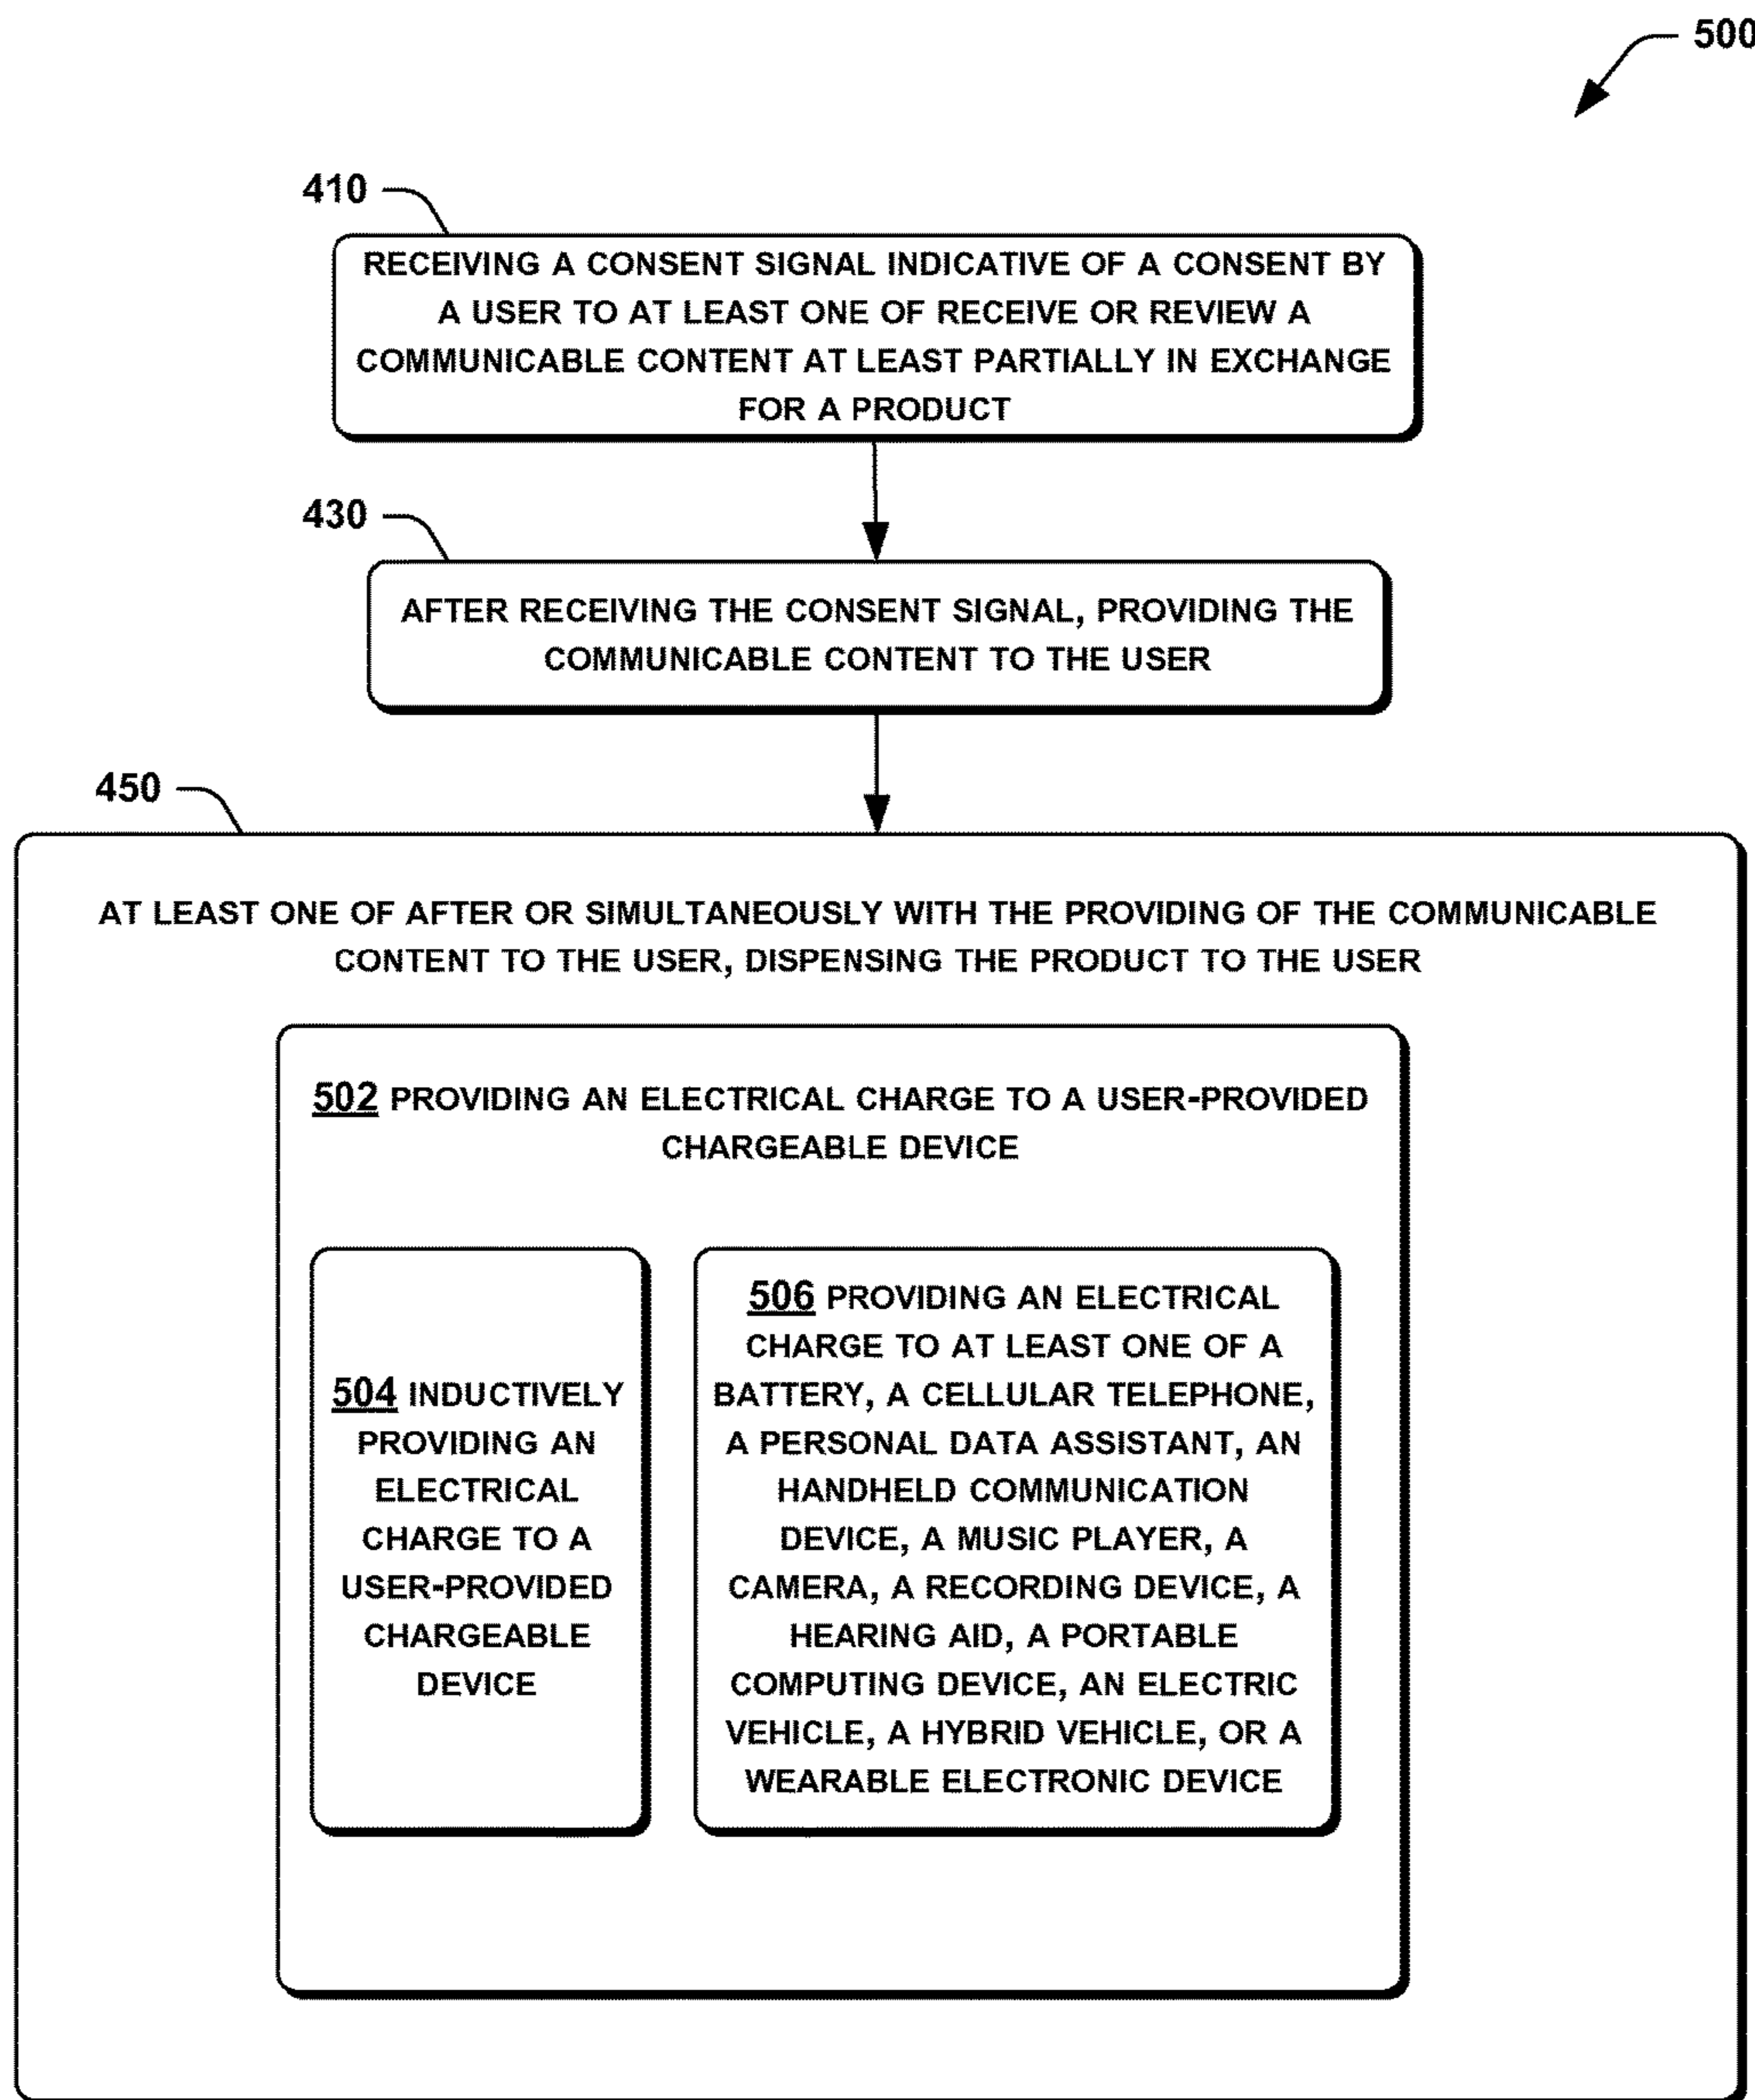 500
410
RECEIVING A CONSENT SIGNAL INDICATIVE OF A CONSENT BY
A USER TO AT LEAST ONE OF RECEIVE OR REVIEW A
COMMUNICABLE CONTENT AT LEAST PARTIALLY IN EXCHANGE
FOR A PRODUCT
430
AFTER RECEIVING THE CONSENT SIGNAL, PROVIDING THE
COMMUNICABLE CONTENT TO THE USER
450
AT LEAST ONE OF AFTER OR SIMULTANEOUSLY WITH THE PROVIDING OF THE COMMUNICABLE
CONTENT TO THE USER, DISPENSING THE PRODUCT TO THE USER
502 PROVIDING AN ELECTRICAL CHARGE TO A USER-PROVIDED
CHARGEABLE DEVICE
504 INDUCTIVELY
PROVIDING AN
ELECTRICAL
CHARGE TO A
USER-PROVIDED
CHARGEABLE
DEVICE
506 PROVIDING AN ELECTRICAL
CHARGE TO AT LEAST ONE OF A
BATTERY, A CELLULAR TELEPHONE,
A PERSONAL DATA ASSISTANT, AN
HANDHELD COMMUNICATION
DEVICE, A MUSIC PLAYER, A
CAMERA, A RECORDING DEVICE, A
HEARING AID, A PORTABLE
COMPUTING DEVICE, AN ELECTRIC
VEHICLE, A HYBRID VEHICLE, OR A
WEARABLE ELECTRONIC DEVICE